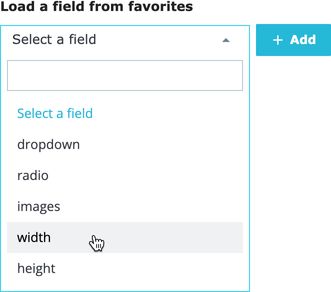 Load a field from favorites
Select a field
+ Add
Select a field
dropdown
radio
images
width
height